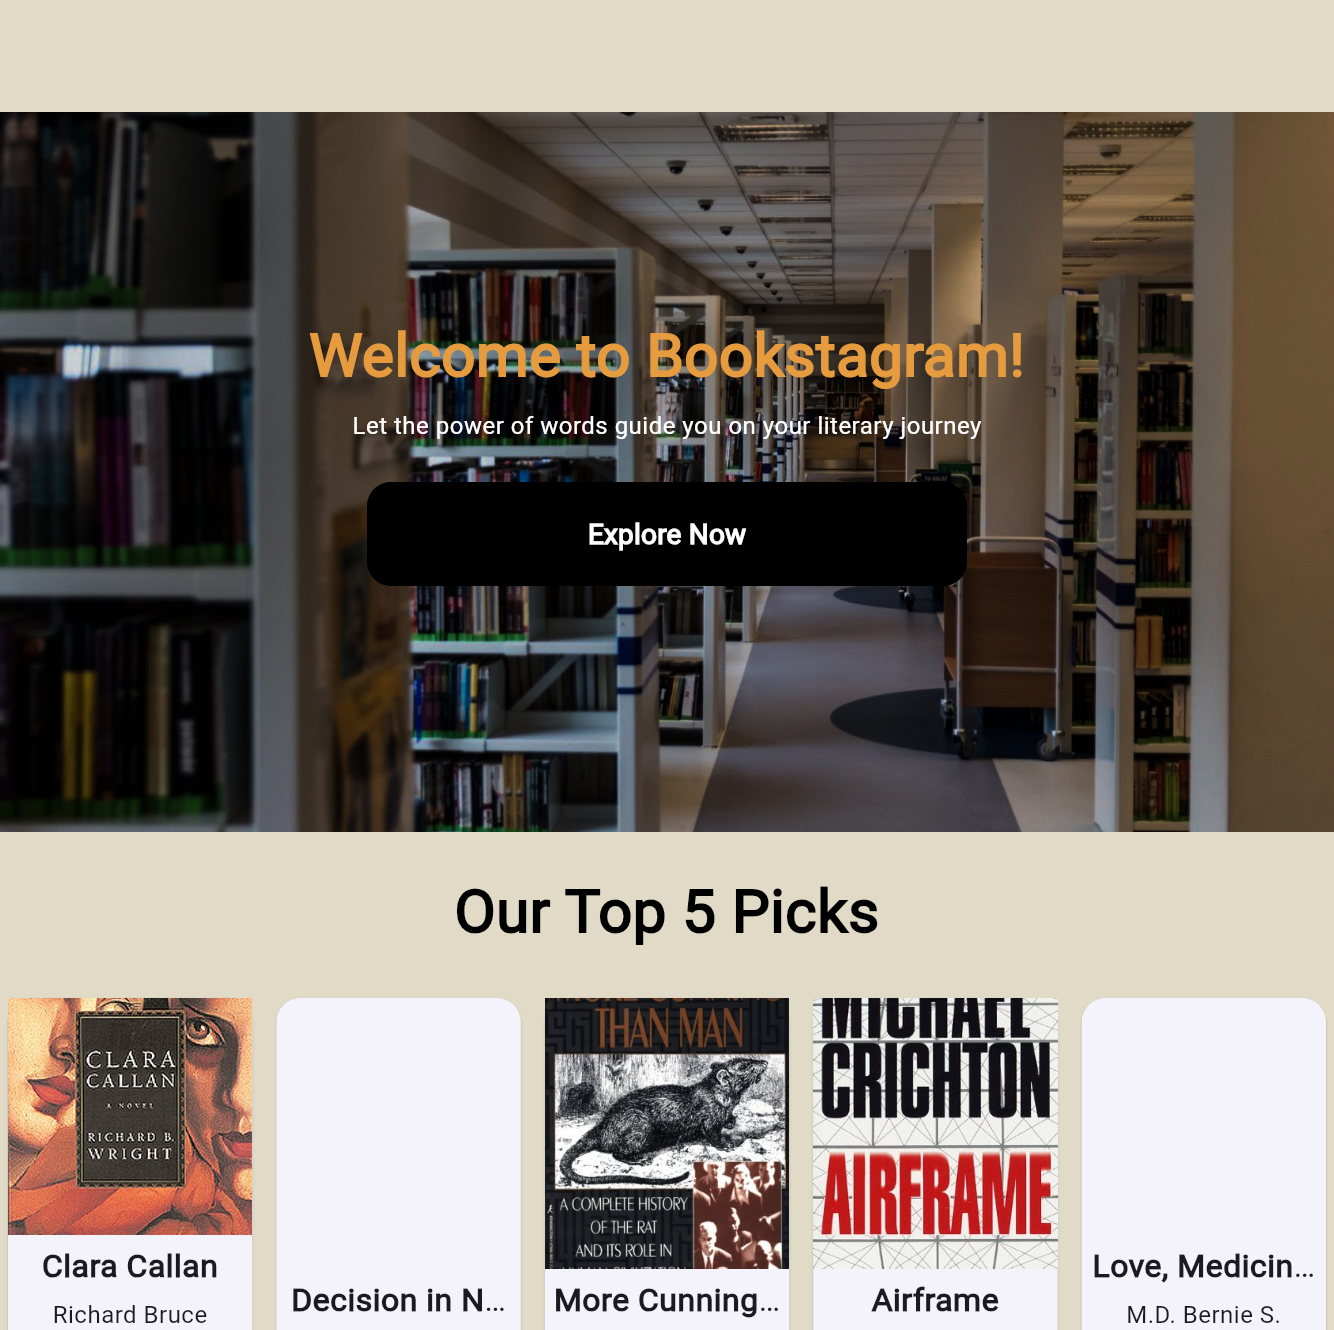 Welcome to Bookstagram!
Let the power of words guide you on your literary journey
Explore Now
Our Top 5 Picks
CLARA
CALLAN
A NOVEL
RICHARD B.
WRIGHT
Clara Callan
Richard Bruce
Decision in N...
THAN MAN
A COMPLETE HISTORY
OF THE RAT
AND ITS ROLE IN
More Cunning...
MICHAEL
CRICHTON
AIRFRAME
Airframe
Love, Medicin...
M.D. Bernie S.